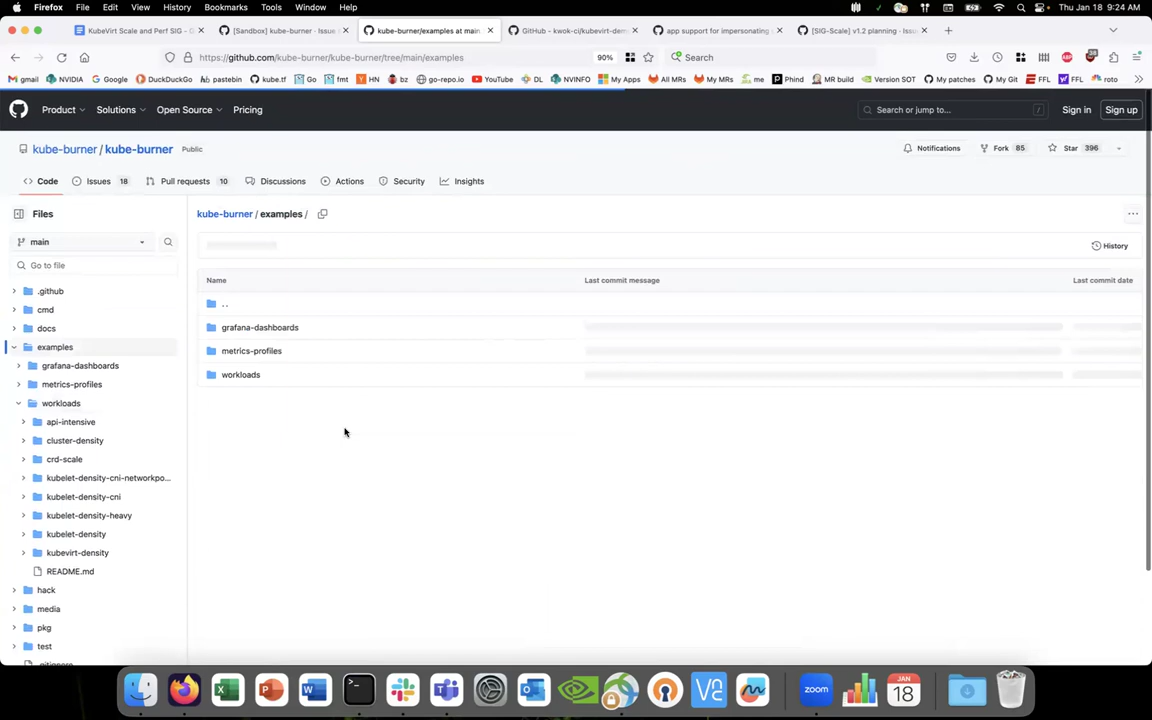 Firefox File Edit View History Bookmarks Tools Window Help Thu Jan 18 9:24 AM
KubeVirt Scale and Perf SIG - G × [Sandbox] kube-burner · Issue × kube-burner/examples at main × GitHub - kwok-ci/kubevirt-dem × app support for impersonating × [SIG-Scale] v1.2 planning · Issu × +
https://github.com/kube-burner/kube-burner/tree/main/examples 90% Search
gmail NVIDIA Google DuckDuckGo pastebin kube.tf Go fmt HN bz go-repo.io YouTube DL NVINFO My Apps All MRs My MRs Phind MR build Version SOT My patches My Git FFL FFL roto
Product Solutions Open Source Pricing Search or jump to... / Sign in Sign up
kube-burner / kube-burner Public Notifications Fork 85 Star 396
Code Issues 18 Pull requests 10 Discussions Actions Security Insights
Files
kube-burner / examples /
main
History
Go to file
Name Last commit message Last commit date
.github
cmd
docs
examples
grafana-dashboards
metrics-profiles
workloads
api-intensive
cluster-density
crd-scale
kubelet-density-cni-networkpo...
kubelet-density-cni
kubelet-density-heavy
kubelet-density
kubevirt-density
README.md
hack
media
pkg
test
. .
grafana-dashboards
metrics-profiles
workloads
zoom
JAN
18